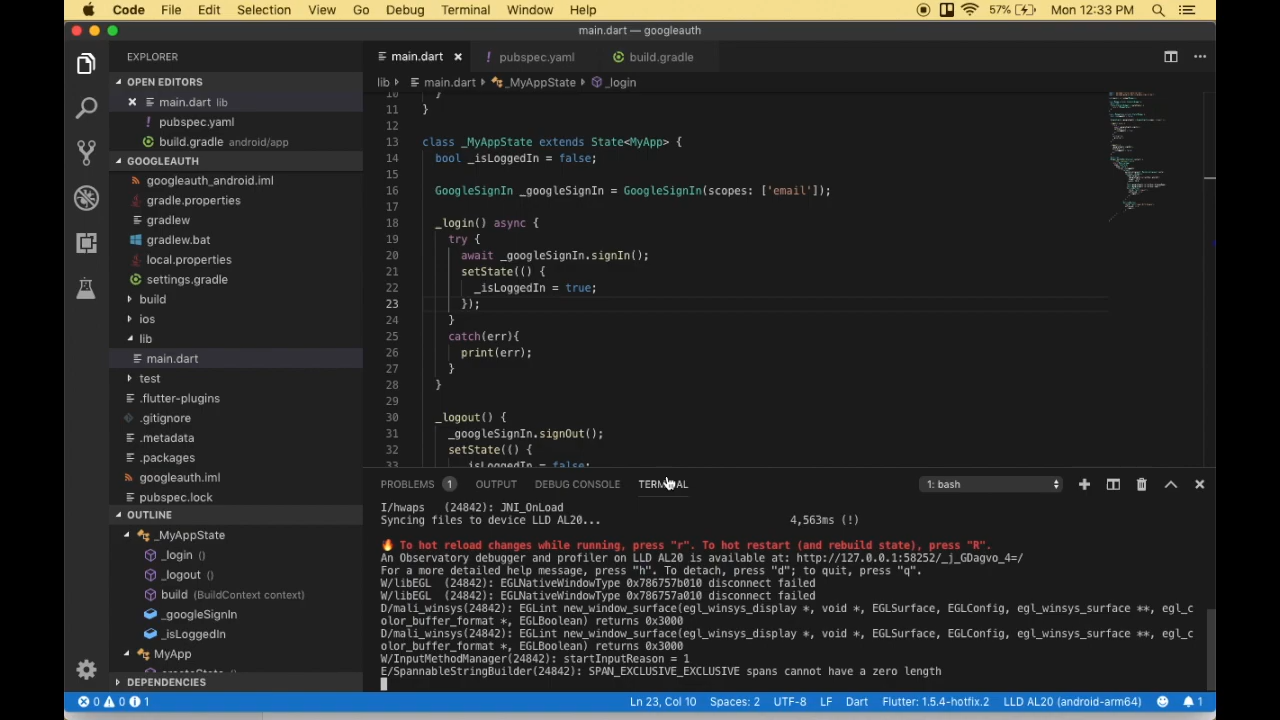 Code File Edit Selection View Go Debug Terminal Window Help 57% Mon 12:33 PM
main.dart — googleauth
EXPLORER
OPEN EDITORS
main.dart lib
pubspec.yaml
build.gradle android/app
GOOGLEAUTH
googleauth_android.iml
gradle.properties
gradlew
gradlew.bat
local.properties
settings.gradle
build
ios
lib
main.dart
test
.flutter-plugins
.gitignore
.metadata
.packages
googleauth.iml
pubspec.lock
OUTLINE
_MyAppState
_login ()
_logout ()
build (BuildContext context)
_googleSignIn
_isLoggedIn
MyApp
DEPENDENCIES
main.dart pubspec.yaml build.gradle
lib main.dart _MyAppState _login
10 }
11 }
12
13 class _MyAppState extends State<MyApp> {
14 bool _isLoggedIn = false;
15
16 GoogleSignIn _googleSignIn = GoogleSignIn(scopes: ['email']);
17
18 _login() async {
19 try {
20 await _googleSignIn.signIn();
21 setState(() {
22 _isLoggedIn = true;
23 });
24 }
25 catch(err){
26 print(err);
27 }
28 }
29
30 _logout() {
31 _googleSignIn.signOut();
32 setState(() {
33 _isLoggedIn = false;
PROBLEMS 1 OUTPUT DEBUG CONSOLE TERMINAL 1: bash
I/hwaps (24842): JNI_OnLoad
Syncing files to device LLD AL20... 4,563ms (!)
🔥 To hot reload changes while running, press "r". To hot restart (and rebuild state), press "R".
An Observatory debugger and profiler on LLD AL20 is available at: http://127.0.0.1:58252/_j_GDagvo_4=/
For a more detailed help message, press "h". To detach, press "d"; to quit, press "q".
W/libEGL (24842): EGLNativeWindowType 0x786757b010 disconnect failed
W/libEGL (24842): EGLNativeWindowType 0x786757a010 disconnect failed
D/mali_winsys(24842): EGLint new_window_surface(egl_winsys_display *, void *, EGLSurface, EGLConfig, egl_winsys_surface **, egl_c
olor_buffer_format *, EGLBoolean) returns 0x3000
D/mali_winsys(24842): EGLint new_window_surface(egl_winsys_display *, void *, EGLSurface, EGLConfig, egl_winsys_surface **, egl_c
olor_buffer_format *, EGLBoolean) returns 0x3000
W/InputMethodManager(24842): startInputReason = 1
E/SpannableStringBuilder(24842): SPAN_EXCLUSIVE_EXCLUSIVE spans cannot have a zero length
0 0 1 Ln 23, Col 10 Spaces: 2 UTF-8 LF Dart Flutter: 1.5.4-hotfix.2 LLD AL20 (android-arm64) 1